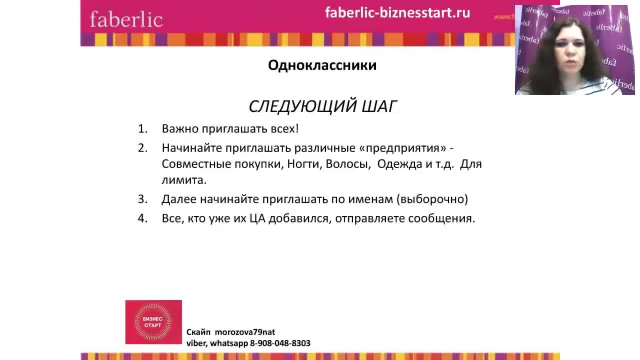 faberlic
faberlic-biznesstart.ru
Одноклассники
СЛЕДУЮЩИЙ ШАГ
1. Важно приглашать всех!
2. Начинайте приглашать различные «предприятия» -
Совместные покупки, Ногти, Волосы, Одежда и т.д. Для
лимита.
3. Далее начинайте приглашать по именам (выборочно)
4. Все, кто уже их ЦА добавился, отправляете сообщения.
БИЗНЕС
СТАРТ
Скайп morozova79nat
viber, whatsapp 8-908-048-8303